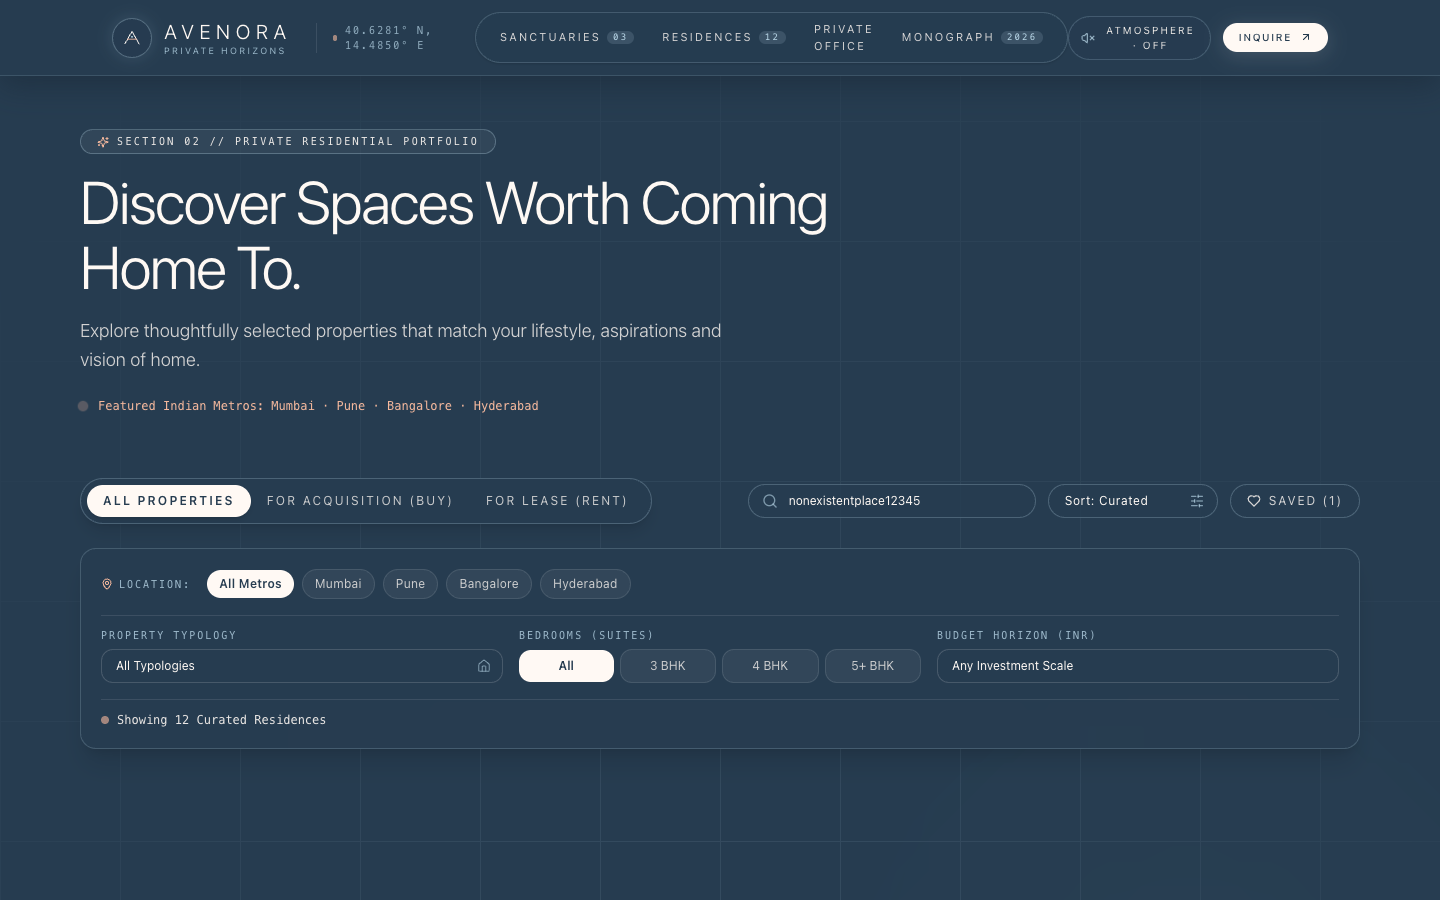 AVENORA
PRIVATE HORIZONS
40.6281° N,
14.4850° E
SANCTUARIES 03
RESIDENCES 12
PRIVATE
OFFICE
MONOGRAPH 2026
ATMOSPHERE
· OFF
INQUIRE
SECTION 02 // PRIVATE RESIDENTIAL PORTFOLIO
Discover Spaces Worth Coming
Home To.
Explore thoughtfully selected properties that match your lifestyle, aspirations and
vision of home.
Featured Indian Metros: Mumbai · Pune · Bangalore · Hyderabad
ALL PROPERTIES
FOR ACQUISITION (BUY)
FOR LEASE (RENT)
nonexistentplace12345
Sort: Curated
SAVED (1)
LOCATION:
All Metros
Mumbai
Pune
Bangalore
Hyderabad
PROPERTY TYPOLOGY
All Typologies
BEDROOMS (SUITES)
All
3 BHK
4 BHK
5+ BHK
BUDGET HORIZON (INR)
Any Investment Scale
Showing 12 Curated Residences